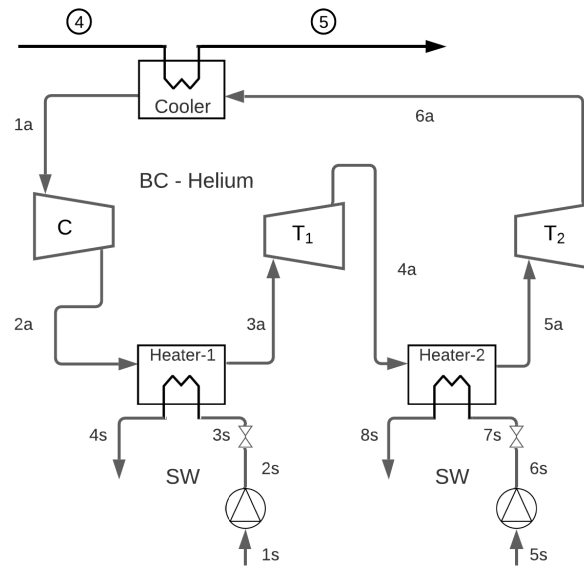 4
5
Cooler
1a
6a
BC - Helium
C
T1
T2
4a
2a
3a
5a
Heater-1
Heater-2
4s
3s
8s
7s
SW
2s
SW
6s
1s
5s